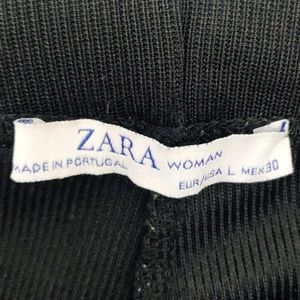 ZARA WOMAN
MADE IN PORTUGAL
EUR/USA L MEX 30